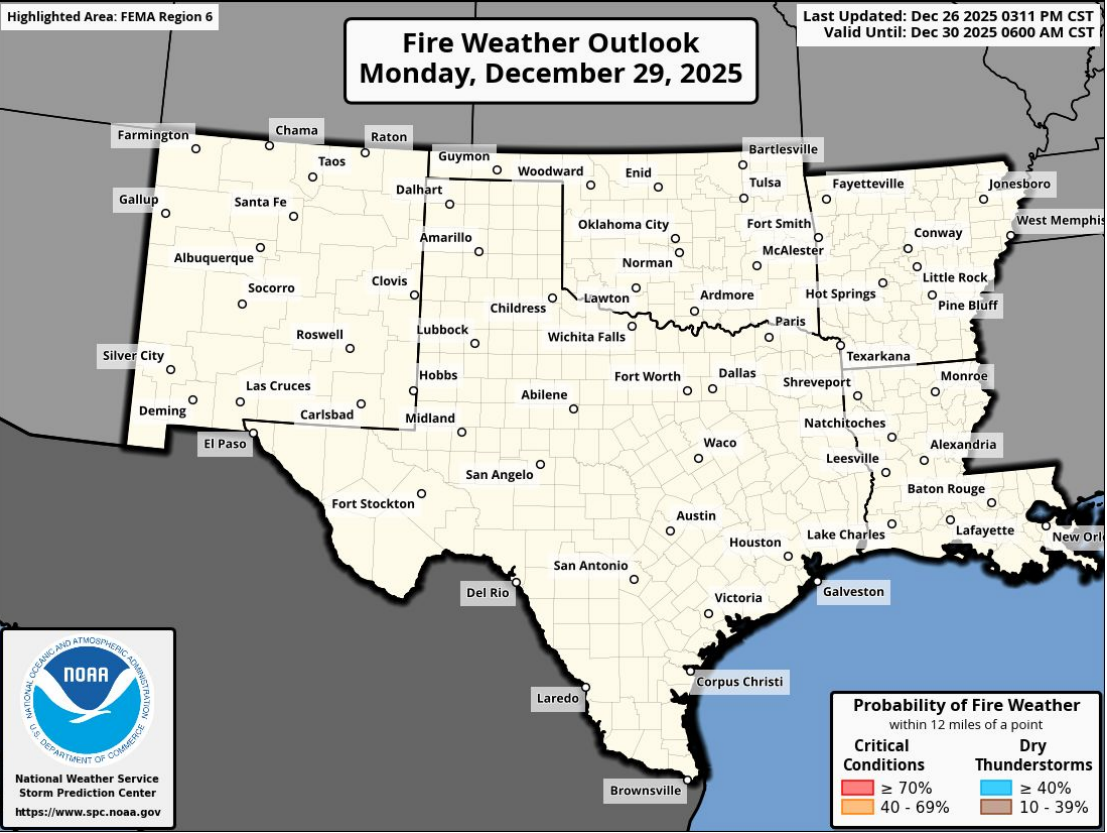 Highlighted Area: FEMA Region 6
Fire Weather Outlook
Monday, December 29, 2025
Last Updated: Dec 26 2025 0311 PM CST
Valid Until: Dec 30 2025 0600 AM CST
Farmington
Chama
Raton
Taos
Guymon
Woodward
Enid
Bartlesville
Tulsa
Fayetteville
Jonesboro
Gallup
Santa Fe
Dalhart
Oklahoma City
Fort Smith
West Memphis
Albuquerque
Amarillo
Norman
McAlester
Conway
Socorro
Clovis
Childress
Lawton
Ardmore
Hot Springs
Little Rock
Pine Bluff
Roswell
Lubbock
Wichita Falls
Paris
Texarkana
Silver City
Las Cruces
Hobbs
Abilene
Fort Worth
Dallas
Shreveport
Monroe
Deming
Carlsbad
Midland
Natchitoches
El Paso
Waco
Leesville
Alexandria
San Angelo
Fort Stockton
Baton Rouge
Austin
Houston
Lake Charles
Lafayette
New Orl
San Antonio
Del Rio
Victoria
Galveston
Laredo
Corpus Christi
Brownsville
NATIONAL OCEANIC AND ATMOSPHERIC ADMINISTRATION
NOAA
U.S. DEPARTMENT OF COMMERCE
National Weather Service
Storm Prediction Center
https://www.spc.noaa.gov
Probability of Fire Weather
within 12 miles of a point
Critical
Conditions
≥ 70%
40 - 69%
Dry
Thunderstorms
≥ 40%
10 - 39%